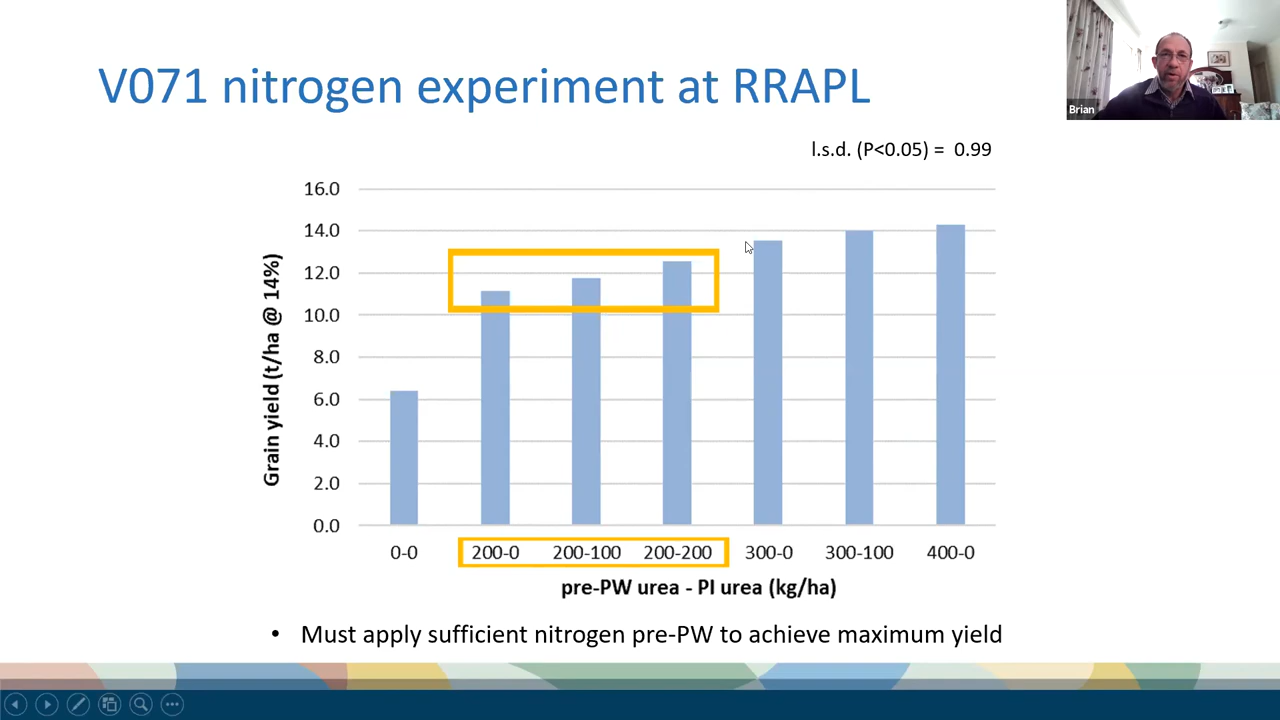 V071 nitrogen experiment at RRAPL
Brian
l.s.d. (P<0.05) = 0.99
16.0
14.0
12.0
10.0
8.0
6.0
4.0
2.0
0.0
Grain yield (t/ha @ 14%)
0-0 200-0 200-100 200-200 300-0 300-100 400-0
pre-PW urea - PI urea (kg/ha)
• Must apply sufficient nitrogen pre-PW to achieve maximum yield